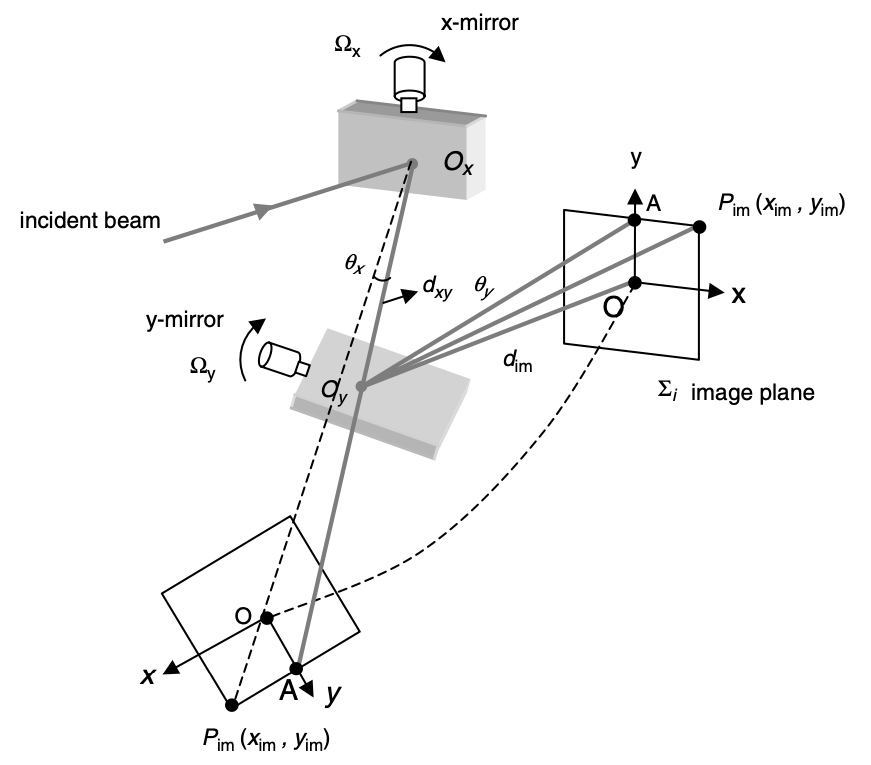 x-mirror
Ωx
Ox
y
A
Pim (xim , yim)
incident beam
θx
dxy
θy
x
O
y-mirror
Ωy
Oy
dim
Σi image plane
O
x
A
y
Pim (xim , yim)